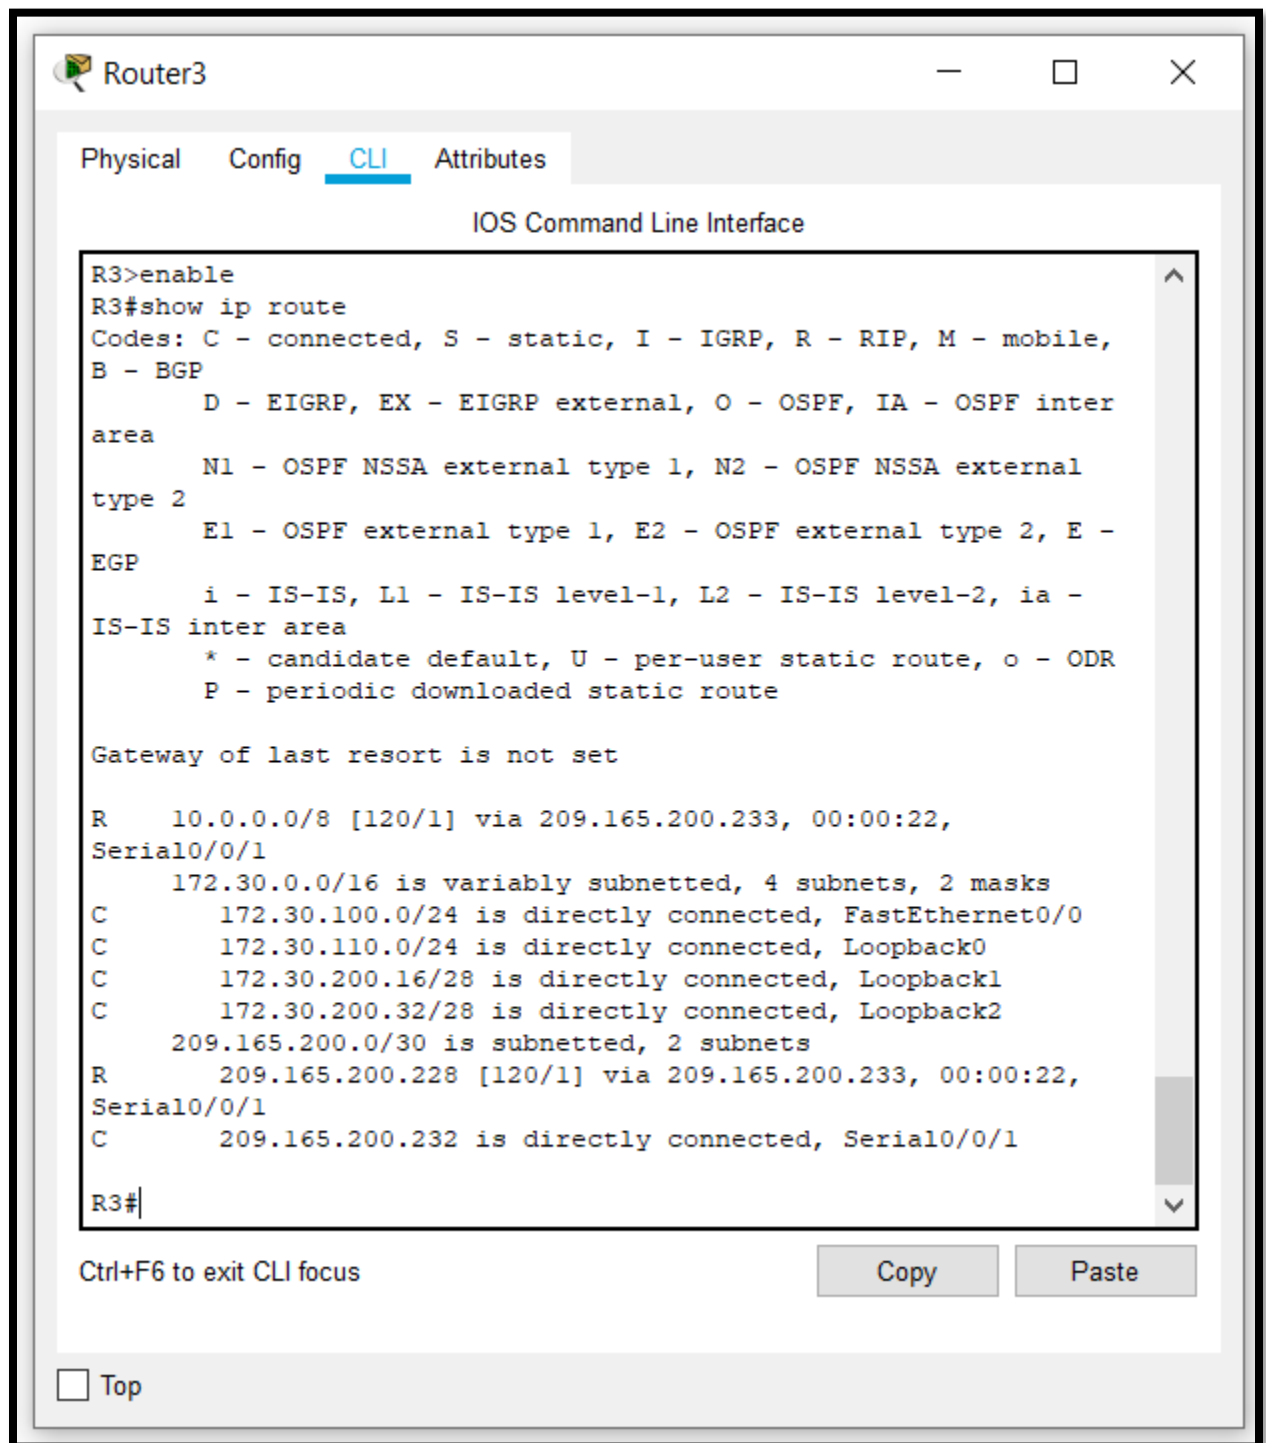 Router3
Physical Config CLI Attributes
IOS Command Line Interface
R3>enable
R3#show ip route
Codes: C - connected, S - static, I - IGRP, R - RIP, M - mobile,
B - BGP
       D - EIGRP, EX - EIGRP external, O - OSPF, IA - OSPF inter
area
       N1 - OSPF NSSA external type 1, N2 - OSPF NSSA external
type 2
       E1 - OSPF external type 1, E2 - OSPF external type 2, E -
EGP
       i - IS-IS, L1 - IS-IS level-1, L2 - IS-IS level-2, ia -
IS-IS inter area
       * - candidate default, U - per-user static route, o - ODR
       P - periodic downloaded static route
Gateway of last resort is not set
R    10.0.0.0/8 [120/1] via 209.165.200.233, 00:00:22,
Serial0/0/1
     172.30.0.0/16 is variably subnetted, 4 subnets, 2 masks
C       172.30.100.0/24 is directly connected, FastEthernet0/0
C       172.30.110.0/24 is directly connected, Loopback0
C       172.30.200.16/28 is directly connected, Loopback1
C       172.30.200.32/28 is directly connected, Loopback2
     209.165.200.0/30 is subnetted, 2 subnets
R       209.165.200.228 [120/1] via 209.165.200.233, 00:00:22,
Serial0/0/1
C       209.165.200.232 is directly connected, Serial0/0/1
R3#
Ctrl+F6 to exit CLI focus Copy Paste
Top